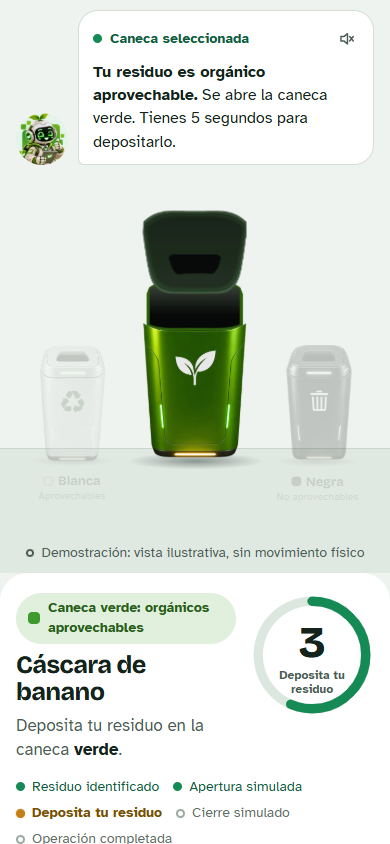 Caneca seleccionada
Tu residuo es orgánico
aprovechable. Se abre la caneca
verde. Tienes 5 segundos para
depositarlo.
Blanca
Aprovechables
Negra
No aprovechables
Demostración: vista ilustrativa, sin movimiento físico
Caneca verde: orgánicos
aprovechables
3
Deposita tu
residuo
Cáscara de
banano
Deposita tu residuo en la
caneca verde.
Residuo identificado
Apertura simulada
Deposita tu residuo
Cierre simulado
Operación completada